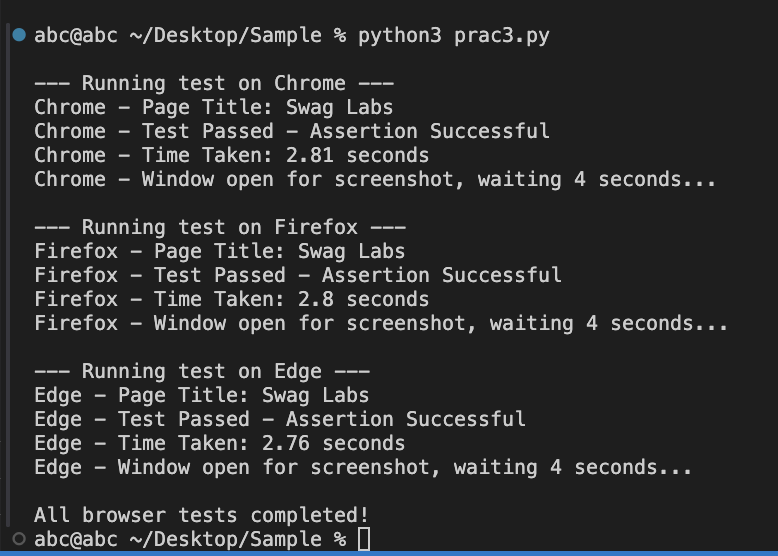 abc@abc ~/Desktop/Sample % python3 prac3.py
--- Running test on Chrome ---
Chrome - Page Title: Swag Labs
Chrome - Test Passed - Assertion Successful
Chrome - Time Taken: 2.81 seconds
Chrome - Window open for screenshot, waiting 4 seconds...
--- Running test on Firefox ---
Firefox - Page Title: Swag Labs
Firefox - Test Passed - Assertion Successful
Firefox - Time Taken: 2.8 seconds
Firefox - Window open for screenshot, waiting 4 seconds...
--- Running test on Edge ---
Edge - Page Title: Swag Labs
Edge - Test Passed - Assertion Successful
Edge - Time Taken: 2.76 seconds
Edge - Window open for screenshot, waiting 4 seconds...
All browser tests completed!
abc@abc ~/Desktop/Sample %